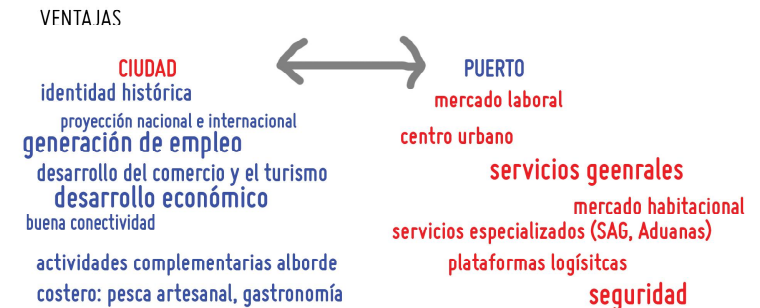 VENTAJAS
CIUDAD
identidad histórica
proyección nacional e internacional
generación de empleo
desarrollo del comercio y el turismo
desarrollo económico
buena conectividad
actividades complementarias alborde
costero: pesca artesanal, gastronomía
PUERTO
mercado laboral
centro urbano
servicios geenrales
mercado habitacional
servicios especializados (SAG, Aduanas)
plataformas logísitcas
seguridad